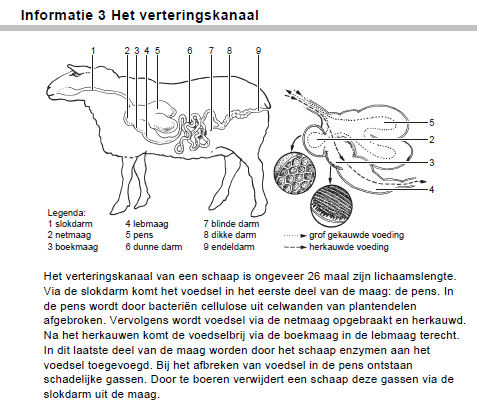 Informatie 3 Het verteringskanaal
1 2 3 4 5 6 7 8 9
5
2
3
4
Legenda:
1 slokdarm 4 lebmaag 7 blinde darm
2 netmaag 5 pens 8 dikke darm
3 boekmaag 6 dunne darm 9 endeldarm
grof gekauwde voeding
herkauwde voeding
Het verteringskanaal van een schaap is ongeveer 26 maal zijn lichaamslengte.
Via de slokdarm komt het voedsel in het eerste deel van de maag: de pens. In
de pens wordt door bacteriën cellulose uit celwanden van plantendelen
afgebroken. Vervolgens wordt voedsel via de netmaag opgebraakt en herkauwd.
Na het herkauwen komt de voedselbrij via de boekmaag in de lebmaag terecht.
In dit laatste deel van de maag worden door het schaap enzymen aan het
voedsel toegevoegd. Bij het afbreken van voedsel in de pens ontstaan
schadelijke gassen. Door te boeren verwijdert een schaap deze gassen via de
slokdarm uit de maag.